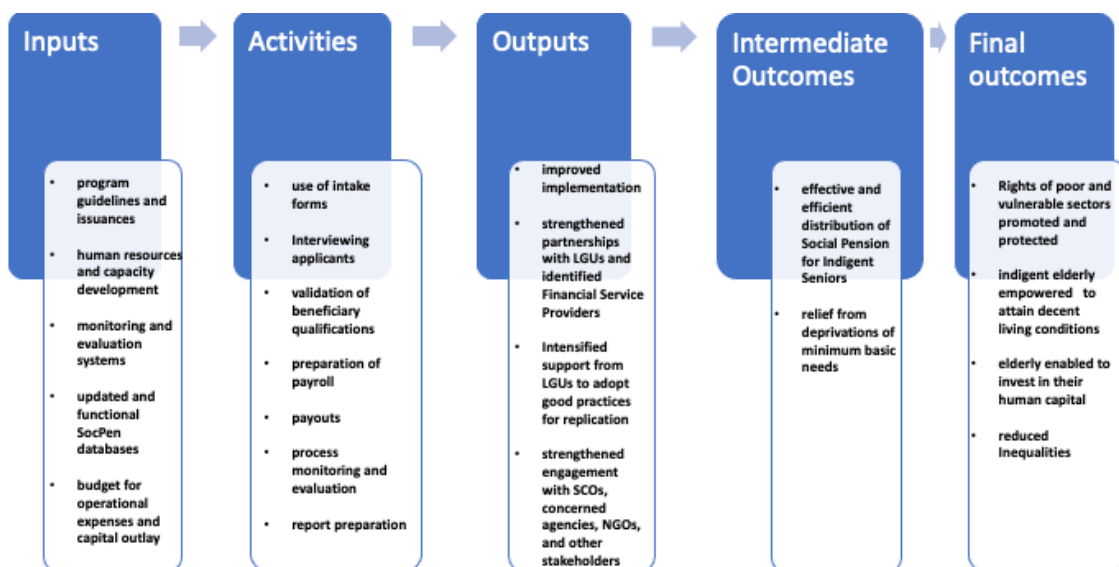 Inputs
program
guidelines and
issuances
human resources
and capacity
development
monitoring and
evaluation
systems
updated and
functional
SocPen
databases
budget for
operational
expenses and
capital outlay
Activities
use of intake
forms
Interviewing
applicants
validation of
beneficiary
qualifications
preparation of
payroll
payouts
process
monitoring and
evaluation
report preparation
Outputs
improved
implementation
strengthened
partnerships
with LGUs and
identified
Financial Service
Providers
Intensified
support from
LGUs to adopt
good practices
for replication
strengthened
engagement
with SCOs,
concerned
agencies, NGOs,
and other
stakeholders
Intermediate
Outcomes
effective and
efficient
distribution of
Social Pension
for Indigent
Seniors
relief from
deprivations of
minimum basic
needs
Final
outcomes
Rights of poor and
vulnerable sectors
promoted and
protected
indigent elderly
empowered to
attain decent
living conditions
elderly enabled to
invest in their
human capital
reduced
Inequalities